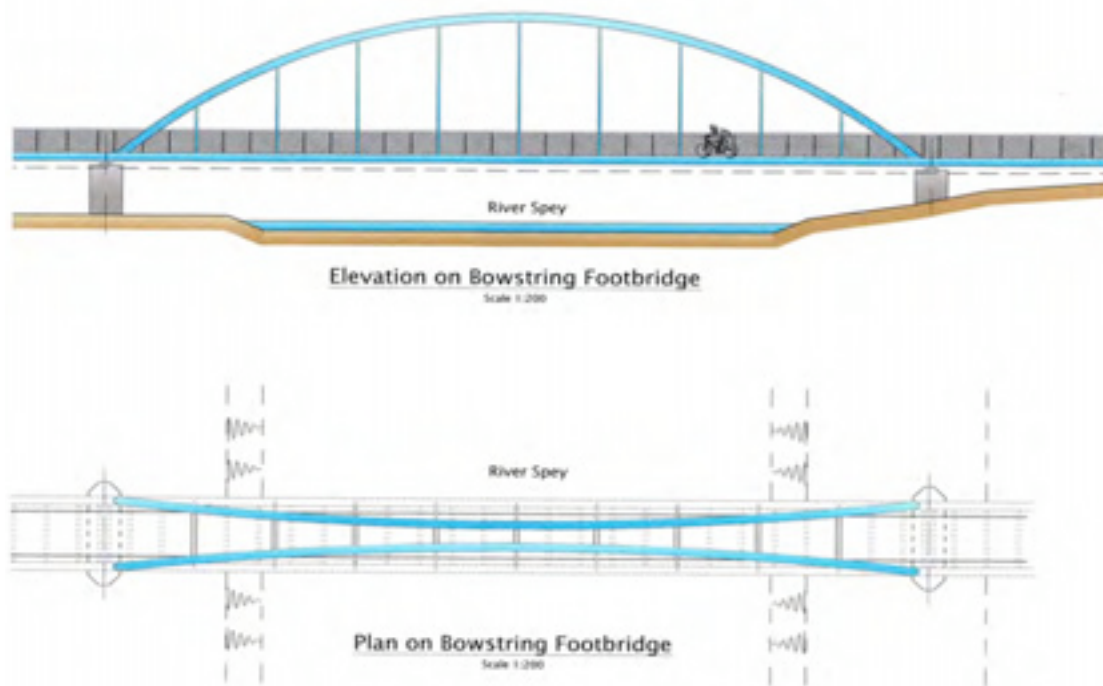 River Spey
Elevation on Bowstring Footbridge
Scale 1:200
River Spey
Plan on Bowstring Footbridge
Scale 1:200